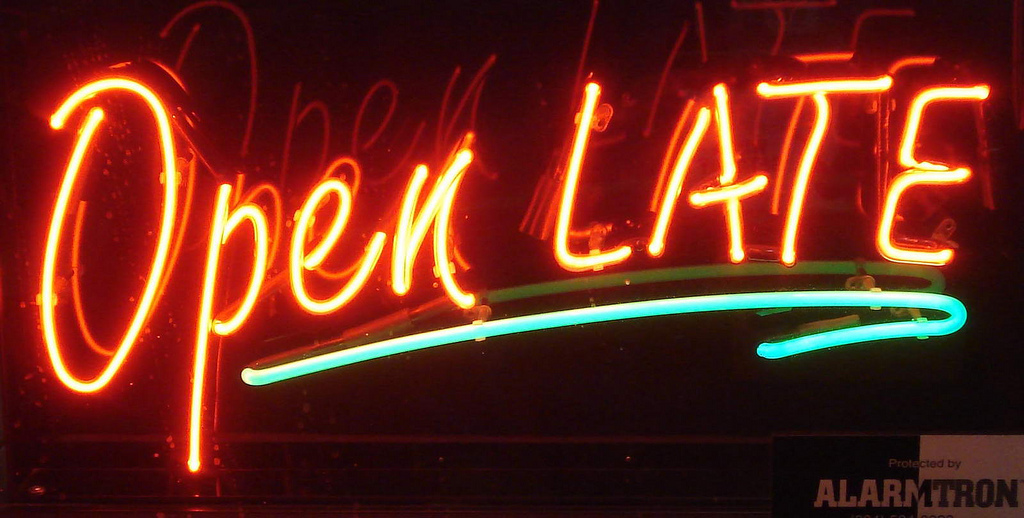 Open LATE
Protected by
ALARMTRON